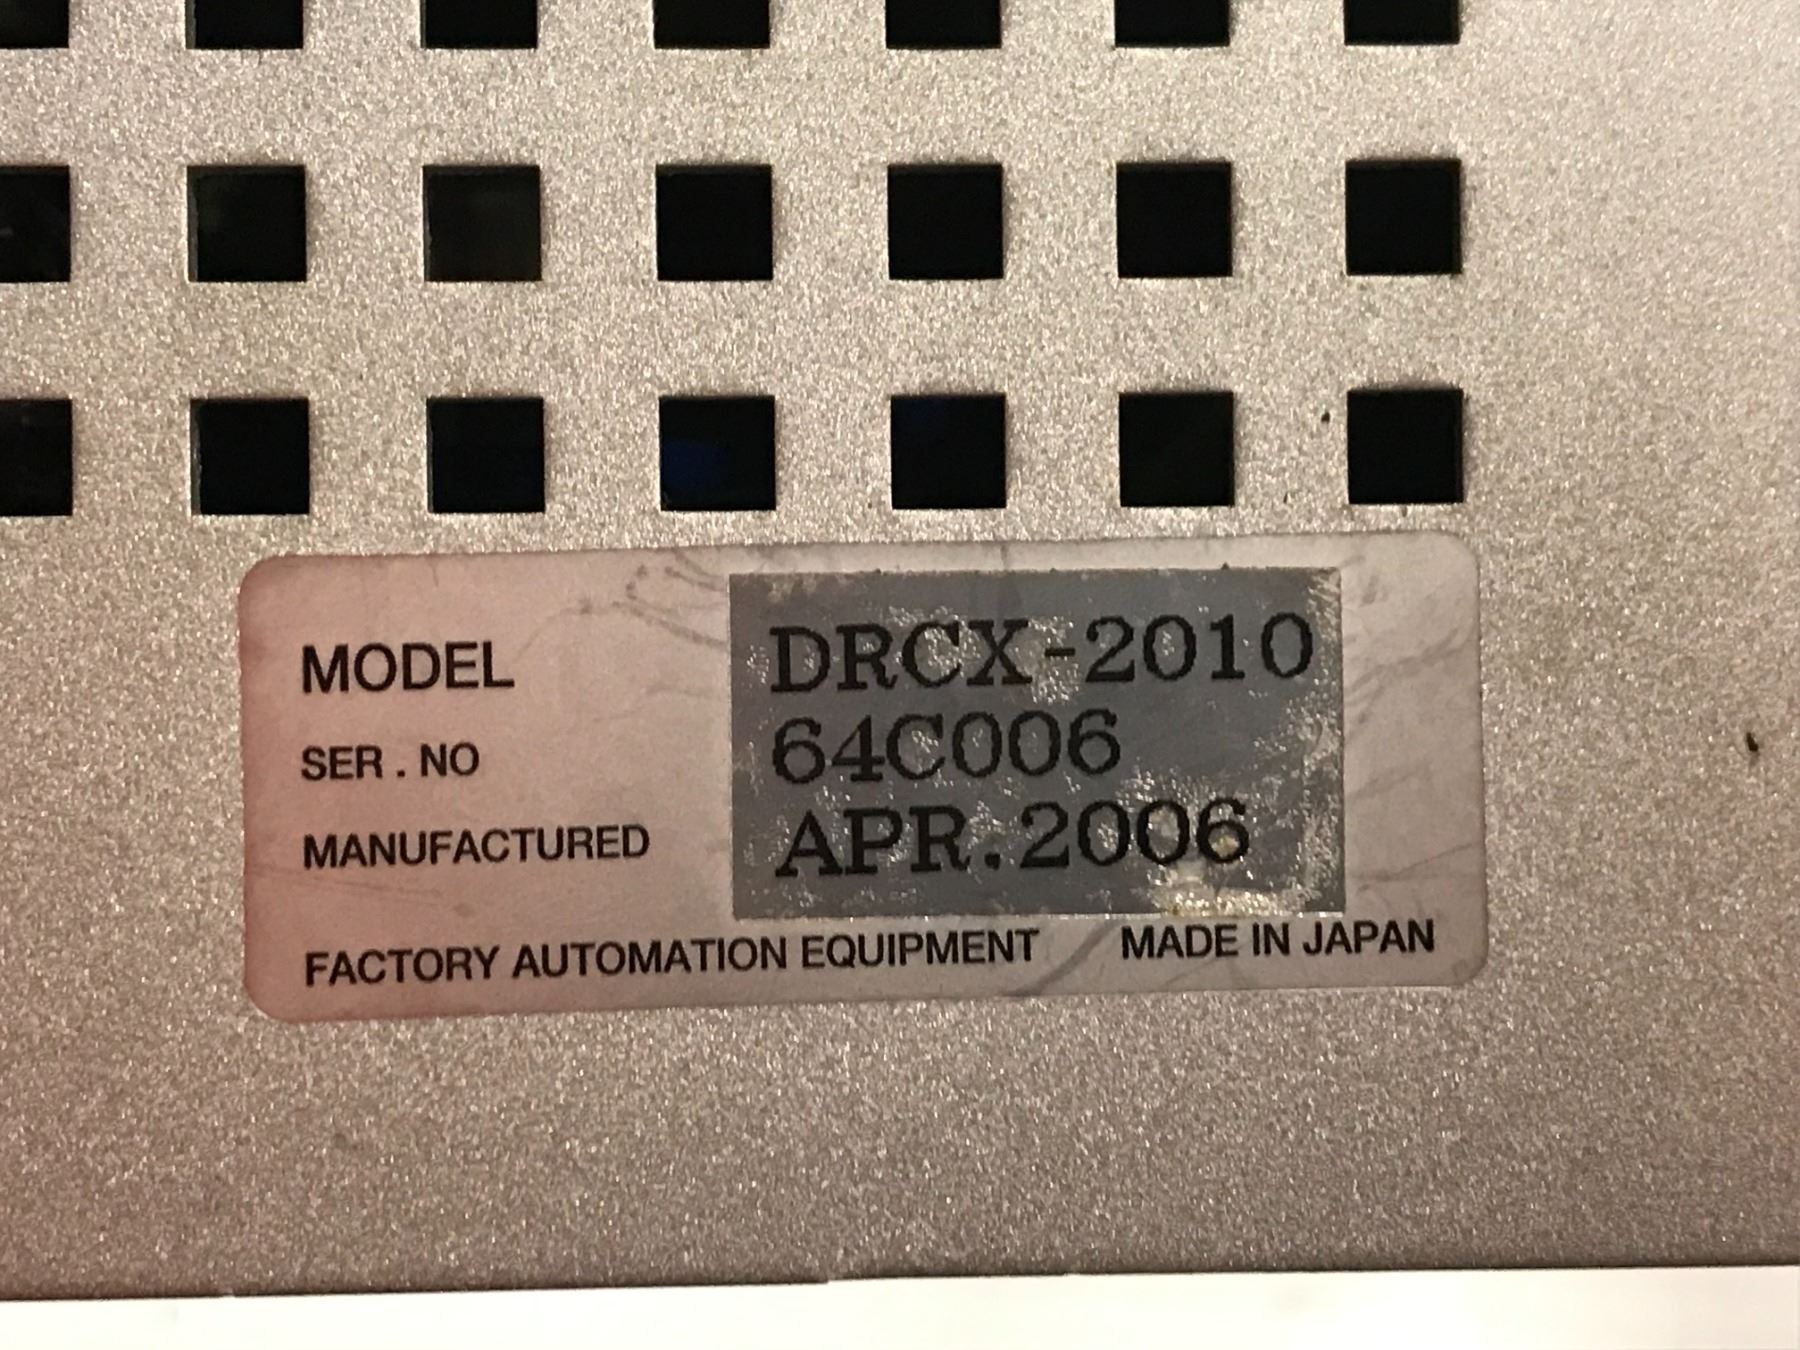 MODEL DRCX-2010
SER. NO 64C006
MANUFACTURED APR.2006
FACTORY AUTOMATION EQUIPMENT MADE IN JAPAN